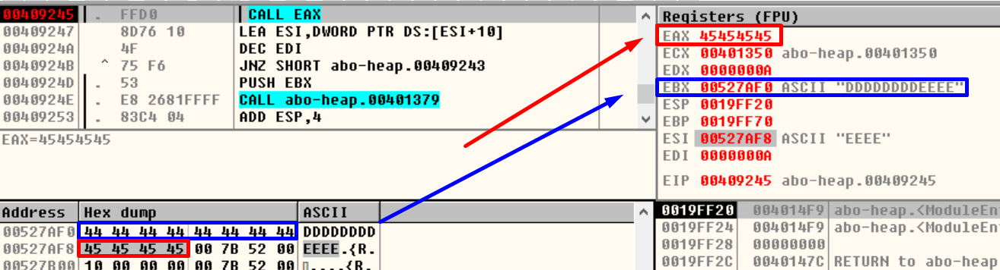 00409245 . FFD0 CALL EAX
00409247 8D76 10 LEA ESI,DWORD PTR DS:[ESI+10]
0040924A 4F DEC EDI
0040924B ^ 75 F6 JNZ SHORT abo-heap.00409243
0040924D . 53 PUSH EBX
0040924E . E8 2681FFFF CALL abo-heap.00401379
00409253 . 83C4 04 ADD ESP,4
EAX=45454545
Registers (FPU)
EAX 45454545
ECX 00401350 abo-heap.00401350
EDX 0000000A
EBX 00527AF0 ASCII "DDDDDDDDEEEE"
ESP 0019FF20
EBP 0019FF70
ESI 00527AF8 ASCII "EEEE"
EDI 0000000A
EIP 00409245 abo-heap.00409245
Address Hex dump ASCII
00527AF0 44 44 44 44 44 44 44 44 DDDDDDDD
00527AF8 45 45 45 45 00 7B 52 00 EEEE.{R.
00527B00 10 00 00 00 00 7B 52 00 ....{R.
0019FF20 004014F9 abo-heap.<ModuleEn
0019FF24 004014F9 abo-heap.<ModuleEn
0019FF28 00000000
0019FF2C 0040147C RETURN to abo-heap